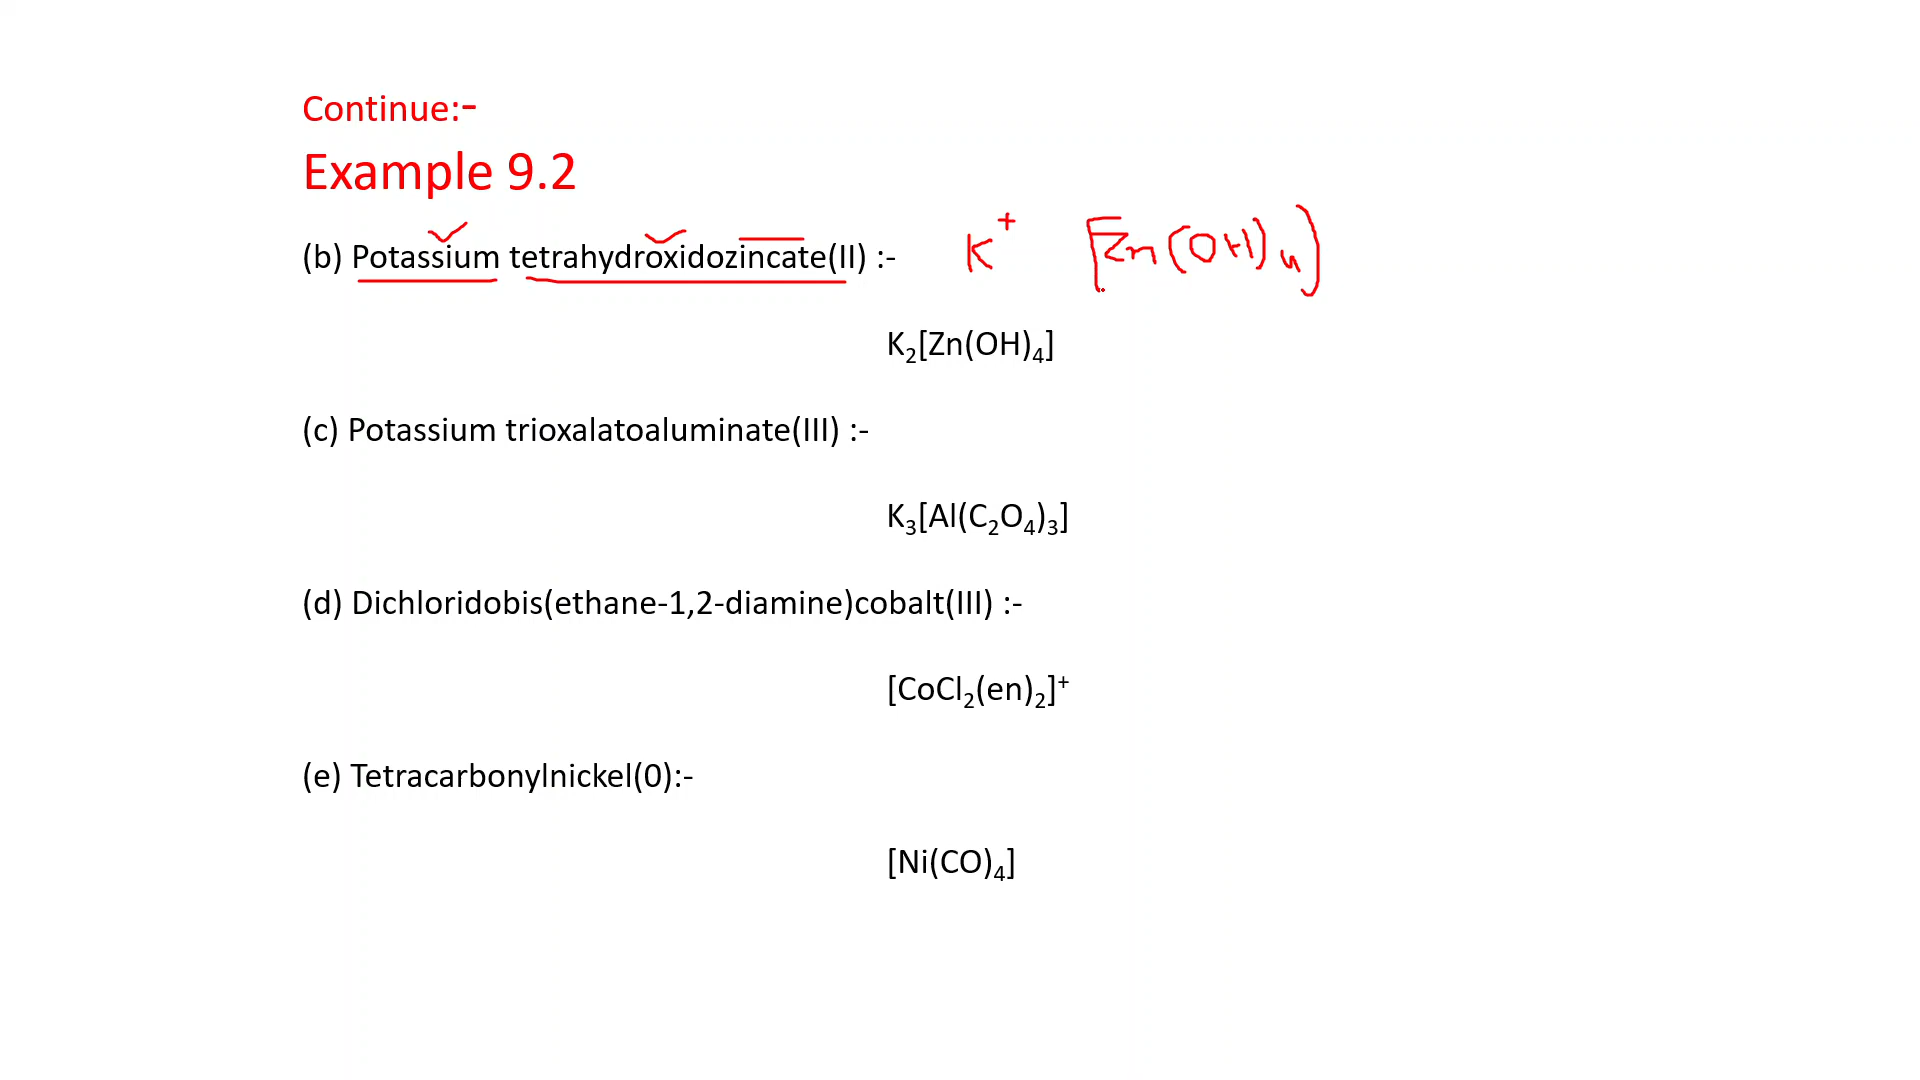 Continue:-
Example 9.2
(b) Potassium tetrahydroxidozincate(II) :- K⁺ [Zn(OH)₄]
K₂[Zn(OH)₄]
(c) Potassium trioxalatoaluminate(III) :-
K₃[Al(C₂O₄)₃]
(d) Dichloridobis(ethane-1,2-diamine)cobalt(III) :-
[CoCl₂(en)₂]⁺
(e) Tetracarbonylnickel(0):-
[Ni(CO)₄]